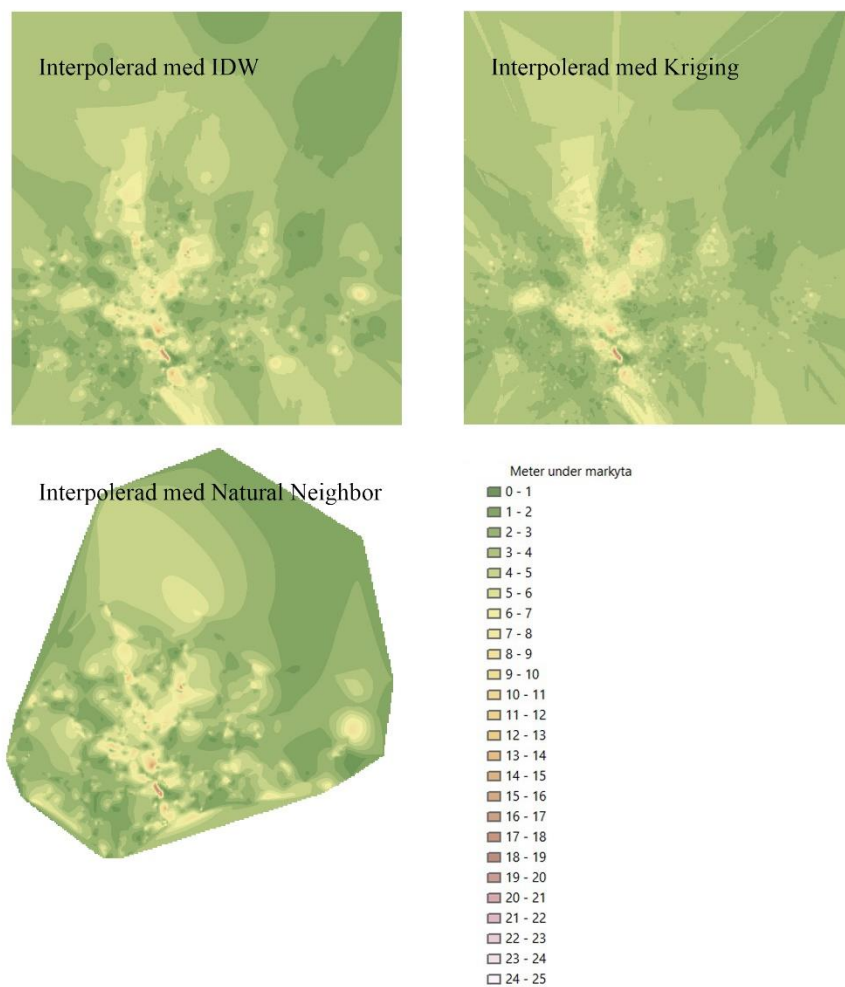 Interpolerad med IDW
Interpolerad med Kriging
Interpolerad med Natural Neighbor
Meter under markyta
0 - 1
1 - 2
2 - 3
3 - 4
4 - 5
5 - 6
6 - 7
7 - 8
8 - 9
9 - 10
10 - 11
11 - 12
12 - 13
13 - 14
14 - 15
15 - 16
16 - 17
17 - 18
18 - 19
19 - 20
20 - 21
21 - 22
22 - 23
23 - 24
24 - 25